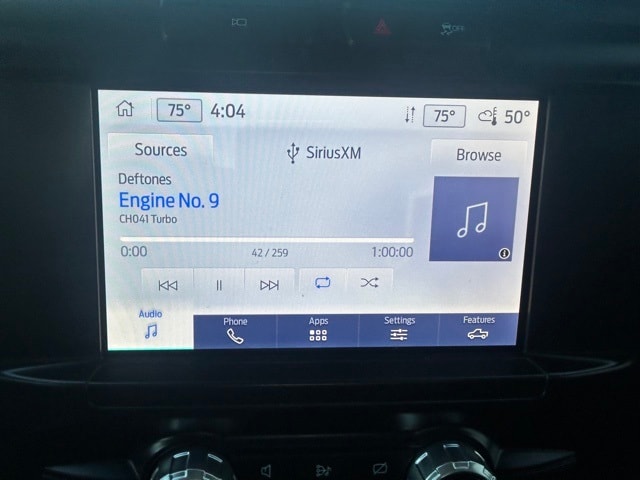 OFF
75° 4:04 75° 50°
Sources SiriusXM Browse
Deftones
Engine No. 9
CH041 Turbo
0:00 42 / 259 1:00:00
Audio Phone Apps Settings Features